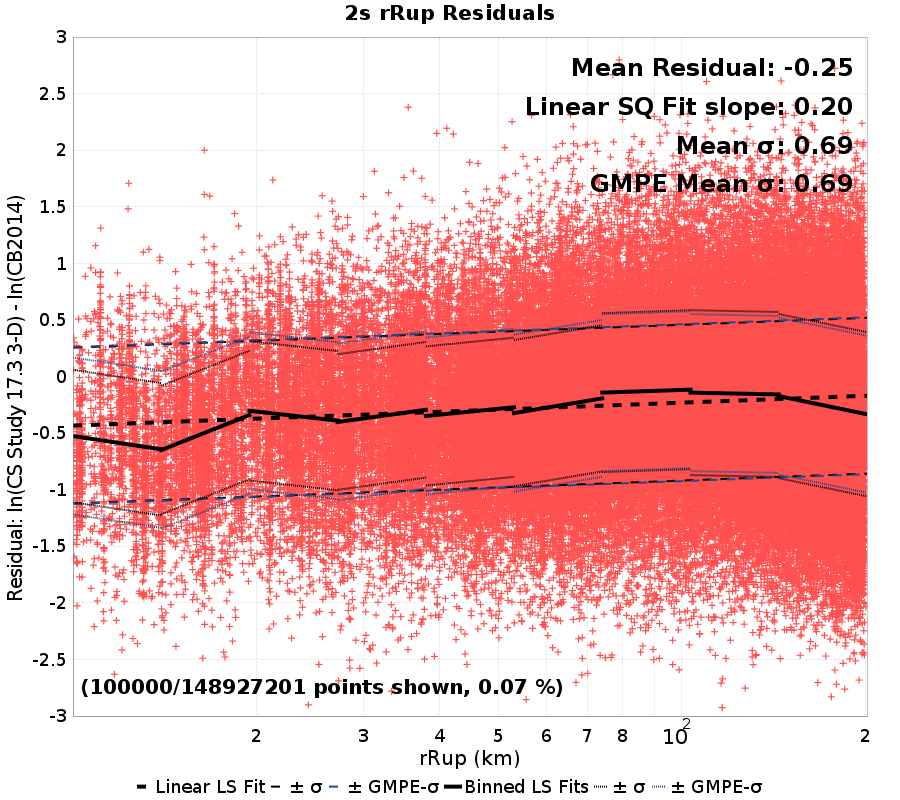 2s rRup Residuals
Mean Residual: -0.25
Linear SQ Fit slope: 0.20
Mean σ: 0.69
GMPE Mean σ: 0.69
Residual: ln(CS Study 17.3 3-D) - ln(CB2014)
3
2.5
2
1.5
1
0.5
0
-0.5
-1
-1.5
-2
-2.5
-3
(100000/148927201 points shown, 0.07 %)
2 3 4 5 6 7 8 10² 2
rRup (km)
Linear LS Fit ± σ ± GMPE-σ Binned LS Fits ± σ ± GMPE-σ